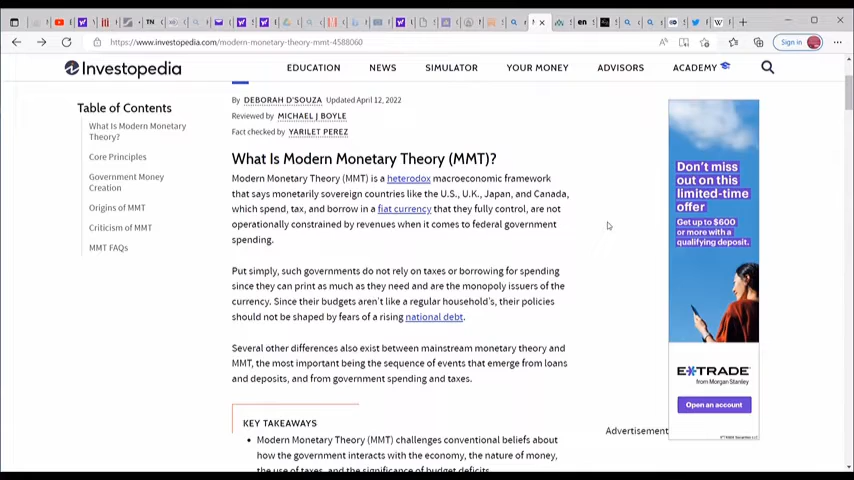 https://www.investopedia.com/modern-monetary-theory-mmt-4588060
Sign in
Investopedia
EDUCATION
NEWS
SIMULATOR
YOUR MONEY
ADVISORS
ACADEMY
Table of Contents
What Is Modern Monetary
Theory?
Core Principles
Government Money
Creation
Origins of MMT
Criticism of MMT
MMT FAQs
By DEBORAH D'SOUZA Updated April 12, 2022
Reviewed by MICHAEL J BOYLE
Fact checked by YARILET PEREZ
What Is Modern Monetary Theory (MMT)?
Modern Monetary Theory (MMT) is a heterodox macroeconomic framework
that says monetarily sovereign countries like the U.S., U.K., Japan, and Canada,
which spend, tax, and borrow in a fiat currency that they fully control, are not
operationally constrained by revenues when it comes to federal government
spending.
Put simply, such governments do not rely on taxes or borrowing for spending
since they can print as much as they need and are the monopoly issuers of the
currency. Since their budgets aren't like a regular household's, their policies
should not be shaped by fears of a rising national debt.
Several other differences also exist between mainstream monetary theory and
MMT, the most important being the sequence of events that emerge from loans
and deposits, and from government spending and taxes.
KEY TAKEAWAYS
• Modern Monetary Theory (MMT) challenges conventional beliefs about
how the government interacts with the economy, the nature of money,
the use of taxes, and the significance of budget deficits.
Don't miss
out on this
limited-time
offer
Get up to $600
or more with a
qualifying deposit.
E*TRADE
from Morgan Stanley
Open an account
Advertisement